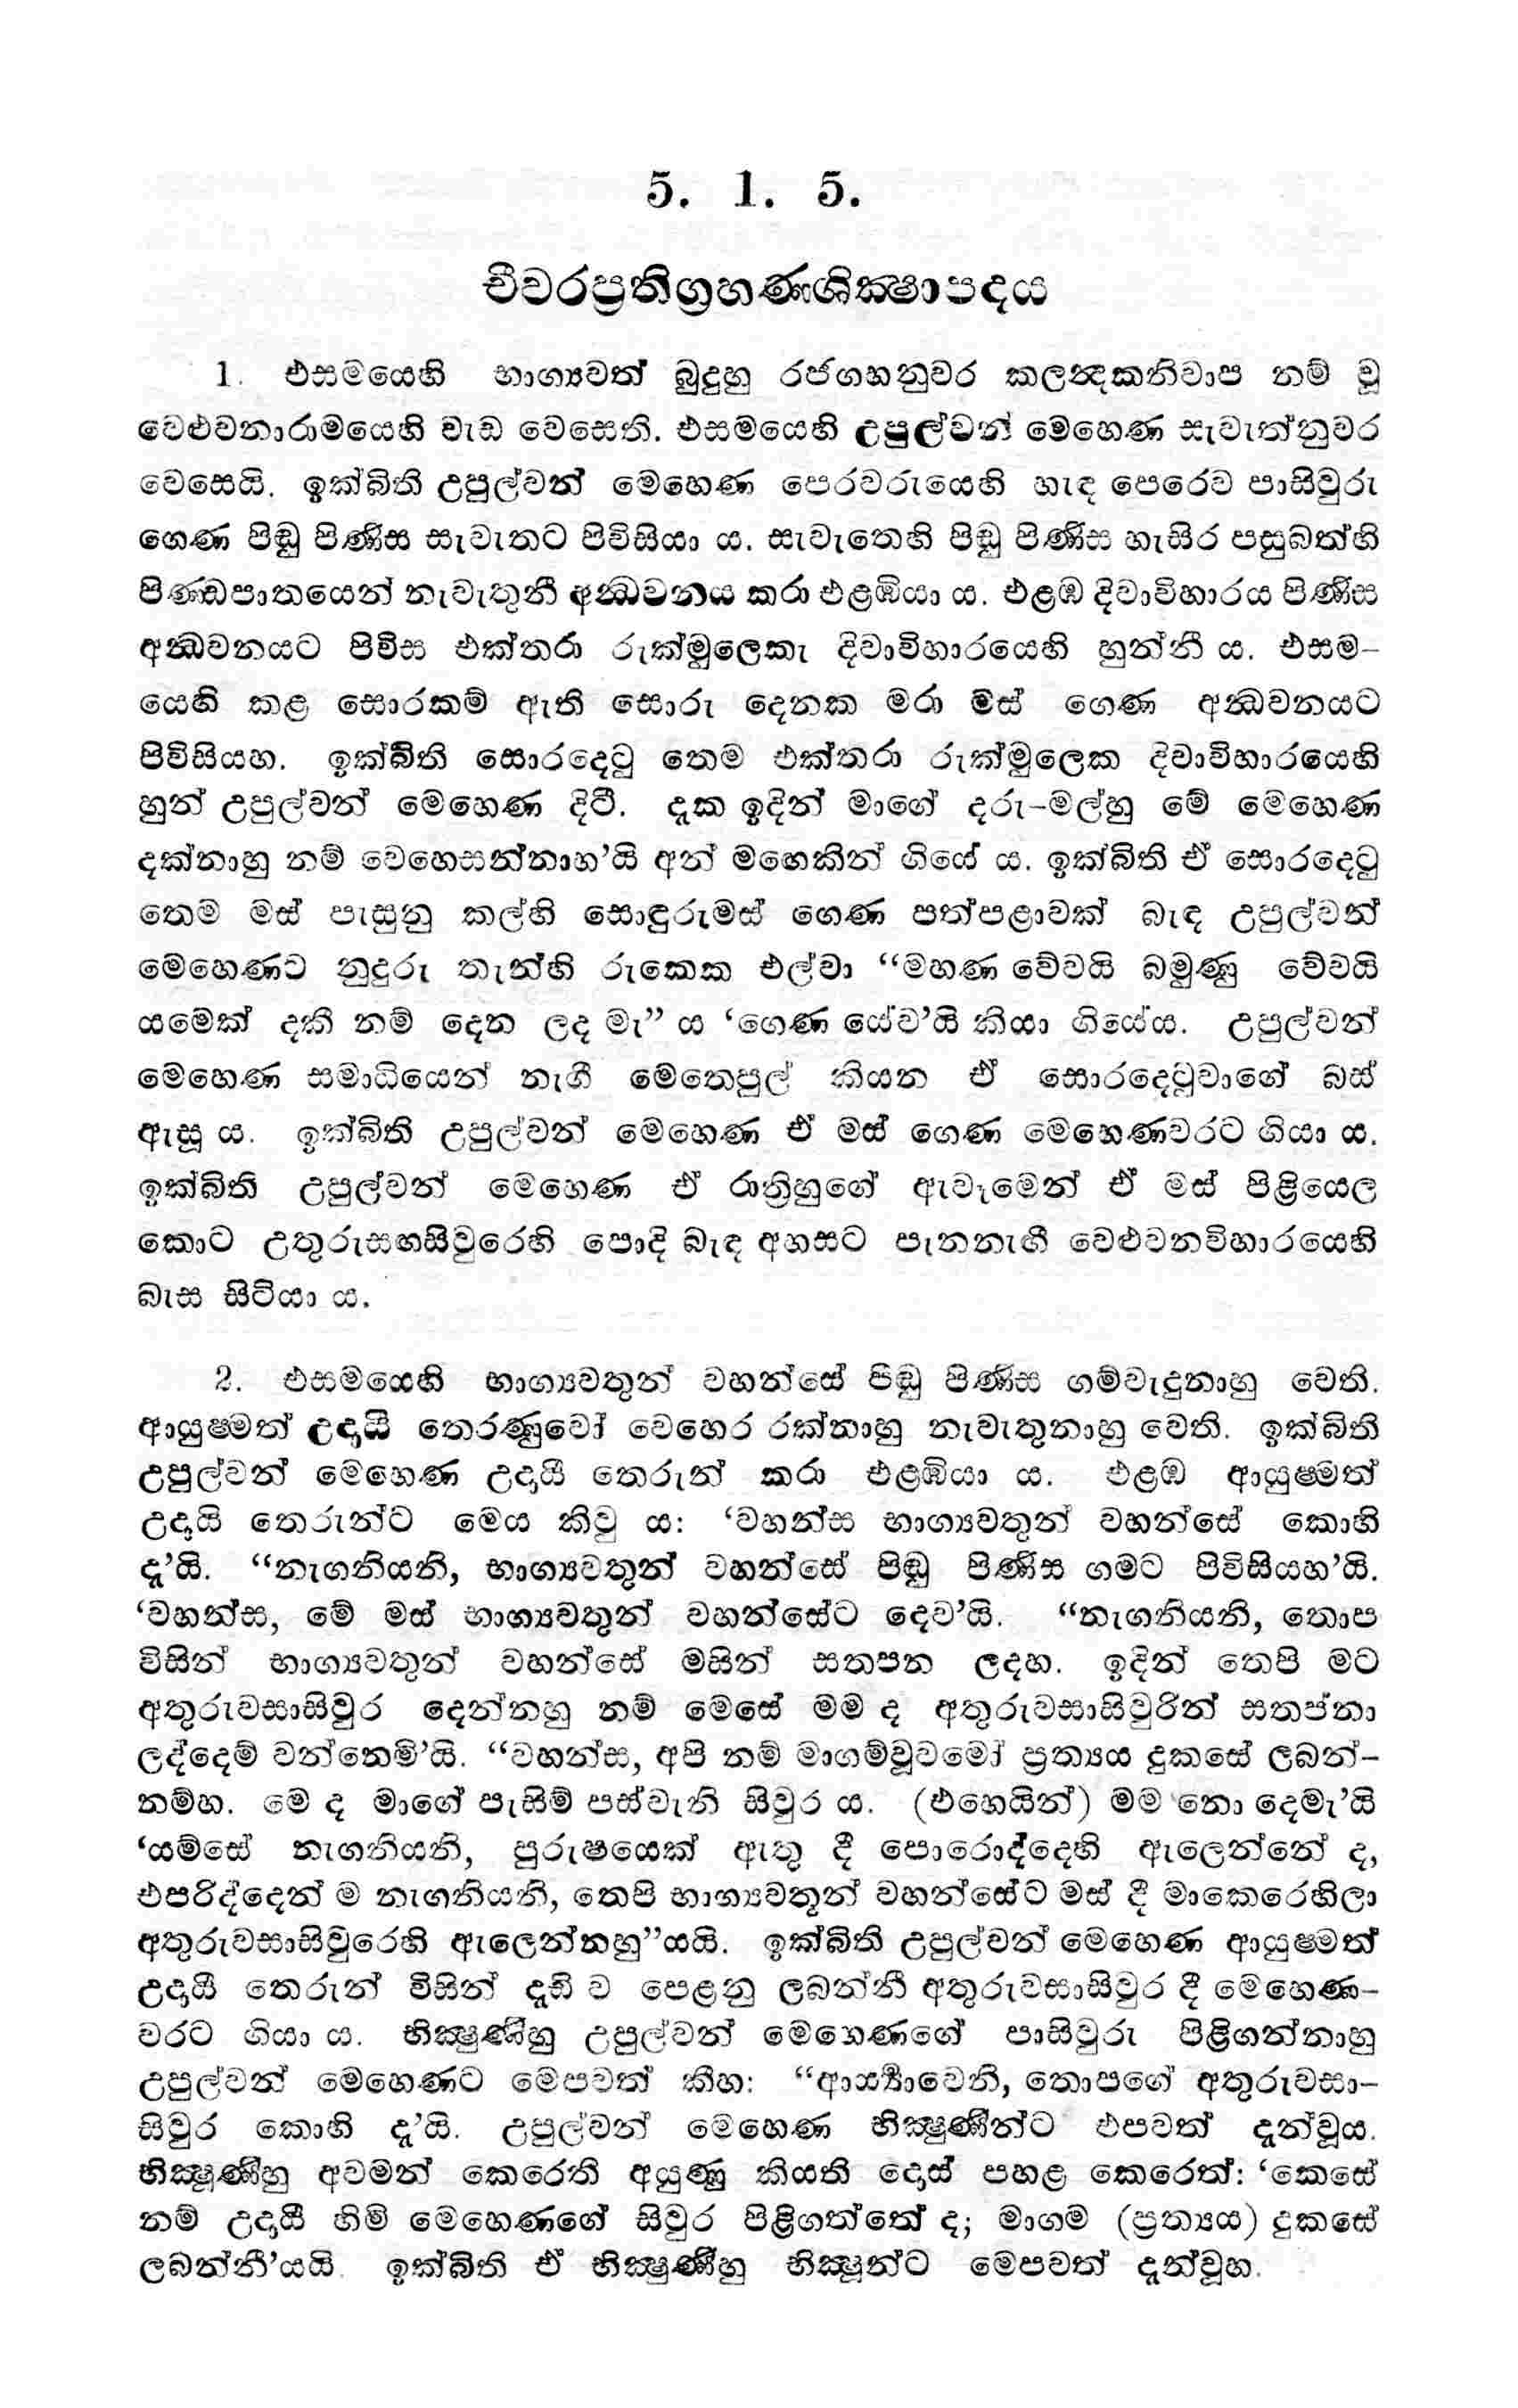 5. 1. 5.
චීවරප්‍රතිග්‍රහණශික්‍ෂාපදය
1. එසමයෙහි භාග්‍යවත් බුදුහු රජගහනුවර කලන්‍දකනිවාප නම් වූ
වෙළුවනාරාමයෙහි වැඩ වෙසෙති. එසමයෙහි උපුල්වන් මෙහෙණ සැවැත්නුවර
වෙසෙයි. ඉක්බිති උපුල්වන් මෙහෙණ පෙරවරුයෙහි හැඳ පෙරෙව පාසිවුරු
ගෙණ පිඬු පිණිස සැවැතට පිවිසියා ය. සැවැතෙහි පිඬු පිණිස හැසිර පසුබත්හි
පිණ්ඩපාතයෙන් නැවැතුනී අන්‍ධවනය කරා එළඹියා ය. එළඹ දිවාවිහාරය පිණිස
අන්‍ධවනයට පිවිස එක්තරා රුක්මුලෙකැ දිවාවිහාරයෙහි හුන්නී ය. එසම-
යෙහි කළ සොරකම් ඇති සොරු දෙනක මරා මස් ගෙණ අන්‍ධවනයට
පිවිසියහ. ඉක්බිති සොරදෙටු තෙම එක්තරා රුක්මුලෙක දිවාවිහාරයෙහි
හුන් උපුල්වන් මෙහෙණ දිටී. දැක ඉදින් මාගේ දරු-මල්හු මේ මෙහෙණ
දක්නාහු නම් වෙහෙසන්නාහ’යි අන් මඟෙකින් ගියේ ය. ඉක්බිති ඒ සොරදෙටු
තෙම මස් පැසුනු කල්හි සොඳුරුමස් ගෙණ පත්පළාවක් බැඳ උපුල්වන්
මෙහෙණට නුදුරු තැන්හි රුකෙක එල්වා “මහණ වේවයි බමුණු වේවයි
යමෙක් දකී නම් දෙන ලද මැ” ය ‘ගෙණ යේව’යි කියා ගියේය. උපුල්වන්
මෙහෙණ සමාධියෙන් නැගී මෙතෙපුල් කියන ඒ සොරදෙටුවාගේ බස්
ඇසූ ය. ඉක්බිති උපුල්වන් මෙහෙණ ඒ මස් ගෙණ මෙහෙණවරට ගියා ය.
ඉක්බිති උපුල්වන් මෙහෙණ ඒ රාත්‍රිහුගේ ඇවෑමෙන් ඒ මස් පිළියෙල
කොට උතුරුසඟසිවුරෙහි පොදි බැඳ අහසට පැනනැඟී වෙළුවනවිහාරයෙහි
බැස සිටියා ය.
2. එසමයෙහි භාග්‍යවතුන් වහන්සේ පිඬු පිණිස ගම්වැදුනාහු වෙති.
ආයුෂ්මත් උදායී තෙරණුවෝ වෙහෙර රක්නාහු නැවැතුනාහු වෙති. ඉක්බිති
උපුල්වන් මෙහෙණ උදායී තෙරුන් කරා එළඹියා ය. එළඹ ආයුෂ්මත්
උදායි තෙරුන්ට මෙය කිවු ය: ‘වහන්ස භාග්‍යවතුන් වහන්සේ කොහි
දැ’යි. “නැගනියනි, භාග්‍යවතුන් වහන්සේ පිඬු පිණිස ගමට පිවිසියහ’යි.
‘වහන්ස, මේ මස් භාග්‍යවතුන් වහන්සේට දෙව’යි. “නැගනියනි, තොප
විසින් භාග්‍යවතුන් වහන්සේ මසින් සතපන ලදහ. ඉදින් තෙපි මට
අතුරුවසාසිවුර දෙන්නහු නම් මෙසේ මම ද අතුරුවසාසිවුරින් සතප්නා
ලද්දෙම් වන්නෙමි’යි. “වහන්ස, අපි නම් මාගම්වූවමෝ ප්‍රත්‍යය දුකසේ ලබන්-
නම්හ. මෙ ද මාගේ පැසිම් පස්වැනි සිවුර ය. (එහෙයින්) මම නො දෙමැ’යි
‘යම්සේ නැගනියනි, පුරුෂයෙක් ඇතු දී පොරොද්දෙහි ඇලෙන්නේ ද,
එපරිද්දෙන් ම නැගනියනි, තෙපි භාග්‍යවතුන් වහන්සේට මස් දී මාකෙරෙහිලා
අතුරුවසාසිවුරෙහි ඇලෙන්නහු”යයි. ඉක්බිති උපුල්වන් මෙහෙණ ආයුෂ්මත්
උදායී තෙරුන් විසින් දැඩි ව පෙළනු ලබන්නී අතුරුවසාසිවුර දී මෙහෙණ-
වරට ගියා ය. භික්‍ෂුණීහු උපුල්වන් මෙහෙණගේ පාසිවුරු පිළිගන්නාහු
උපුල්වන් මෙහෙණට මෙපවත් කීහ: “ආර්‍ය්‍යාවෙනි, තොපගේ අතුරුවසා-
සිවුර කොහි දැ’යි. උපුල්වන් මෙහෙණ භික්‍ෂුණීන්ට එපවත් දැන්වූය.
භික්‍ෂුණීහු අවමන් කෙරෙති අයුණු කියති දොස් පහළ කෙරෙත්: ‘කෙසේ
නම් උදායී හිමි මෙහෙණගේ සිවුර පිළිගත්තේ ද; මාගම (ප්‍රත්‍යය) දුකසේ
ලබන්නී’යයි. ඉක්බිති ඒ භික්‍ෂුණීහු භික්‍ෂූන්ට මෙපවත් දැන්වූහ.